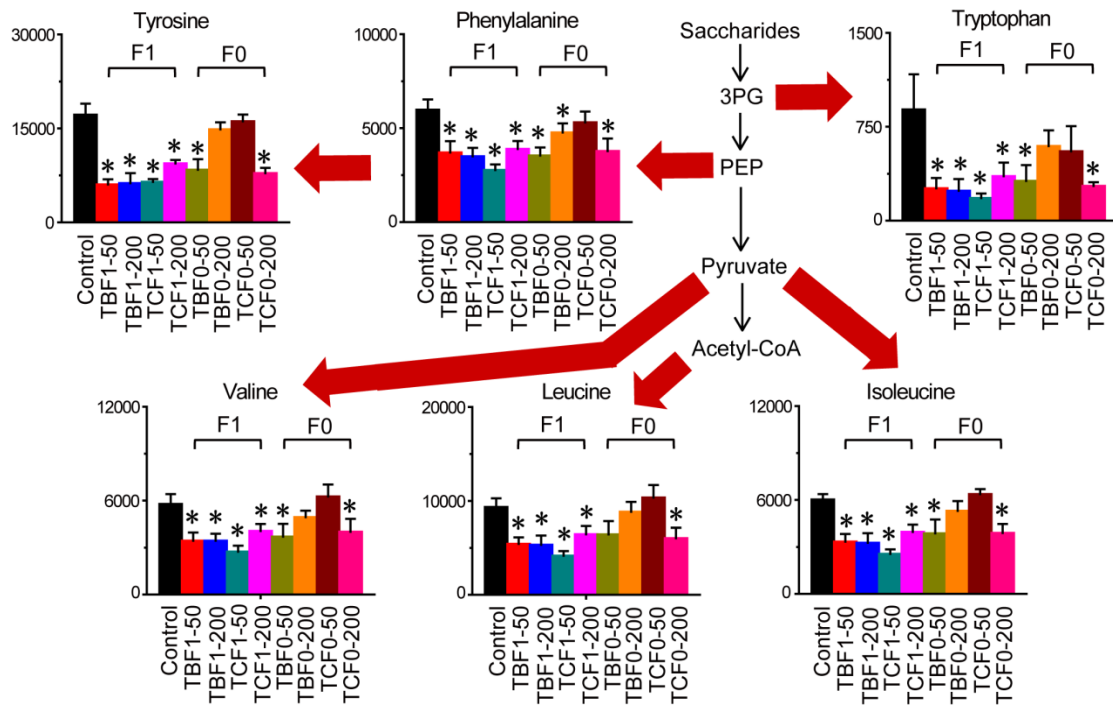 Tyrosine
30000
15000
0
F1
F0
* * * * * *
Control
TBF1-50
TBF1-200
TCF1-50
TCF1-200
TBF0-50
TBF0-200
TCF0-50
TCF0-200
Phenylalanine
10000
5000
0
F1
F0
* * * * * * *
Control
TBF1-50
TBF1-200
TCF1-50
TCF1-200
TBF0-50
TBF0-200
TCF0-50
TCF0-200
Saccharides
3PG
PEP
Pyruvate
Acetyl-CoA
Tryptophan
1500
750
0
F1
F0
* * * * * *
Control
TBF1-50
TBF1-200
TCF1-50
TCF1-200
TBF0-50
TBF0-200
TCF0-50
TCF0-200
Valine
12000
6000
0
F1
F0
* * * * * *
Control
TBF1-50
TBF1-200
TCF1-50
TCF1-200
TBF0-50
TBF0-200
TCF0-50
TCF0-200
Leucine
20000
10000
0
F1
F0
* * * * *
Control
TBF1-50
TBF1-200
TCF1-50
TCF1-200
TBF0-50
TBF0-200
TCF0-50
TCF0-200
Isoleucine
12000
6000
0
F1
F0
* * * * * *
Control
TBF1-50
TBF1-200
TCF1-50
TCF1-200
TBF0-50
TBF0-200
TCF0-50
TCF0-200